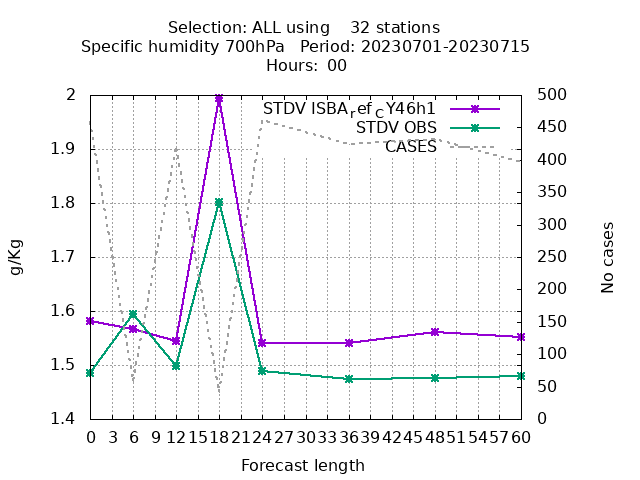 Selection: ALL using    32 stations
Specific humidity 700hPa   Period: 20230701-20230715
Hours:  00
STDV ISBA_ref_CY46h1
STDV OBS
CASES
2
1.9
1.8
1.7
1.6
1.5
1.4
g/Kg
500
450
400
350
300
250
200
150
100
50
0
No cases
0 3 6 9 12 15 18 21 24 27 30 33 36 39 42 45 48 51 54 57 60
Forecast length